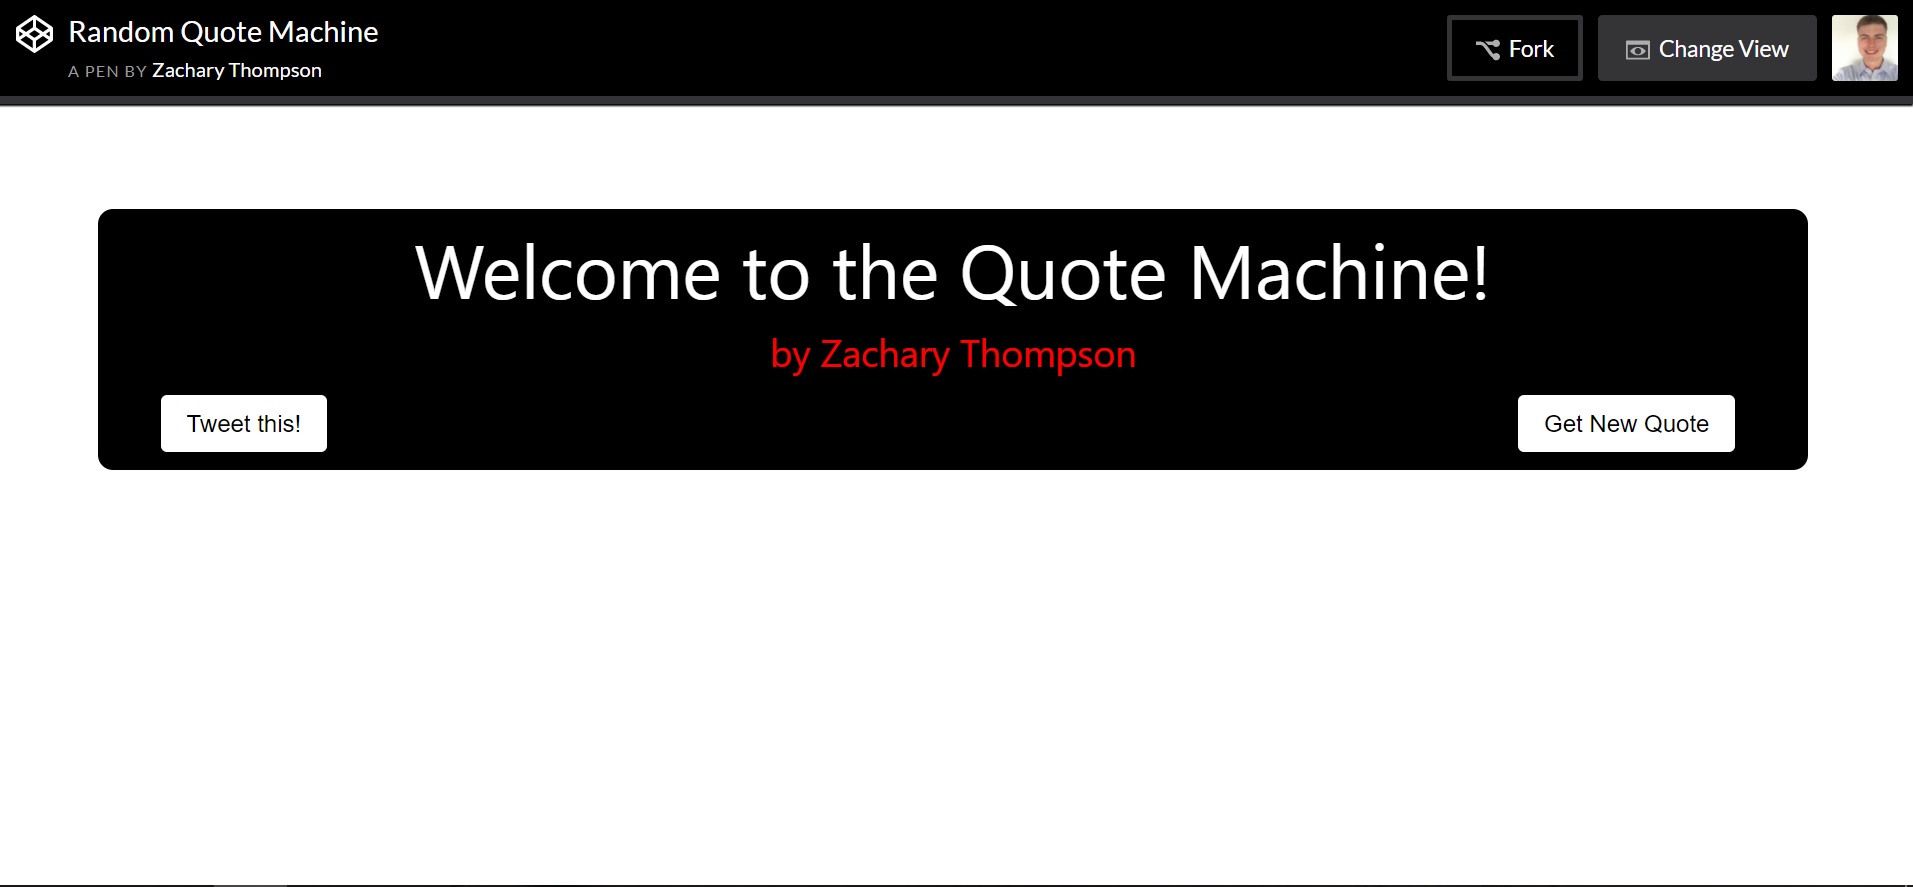 Random Quote Machine
A PEN BY Zachary Thompson
Fork
Change View
Welcome to the Quote Machine!
by Zachary Thompson
Tweet this!
Get New Quote